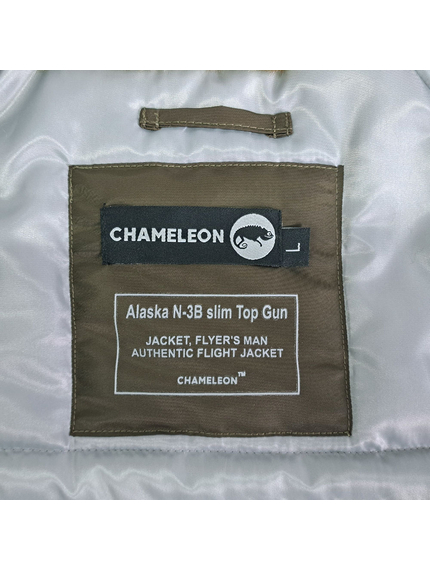 CHAMELEON
L
Alaska N-3B slim Top Gun
JACKET, FLYER'S MAN
AUTHENTIC FLIGHT JACKET
CHAMELEON™